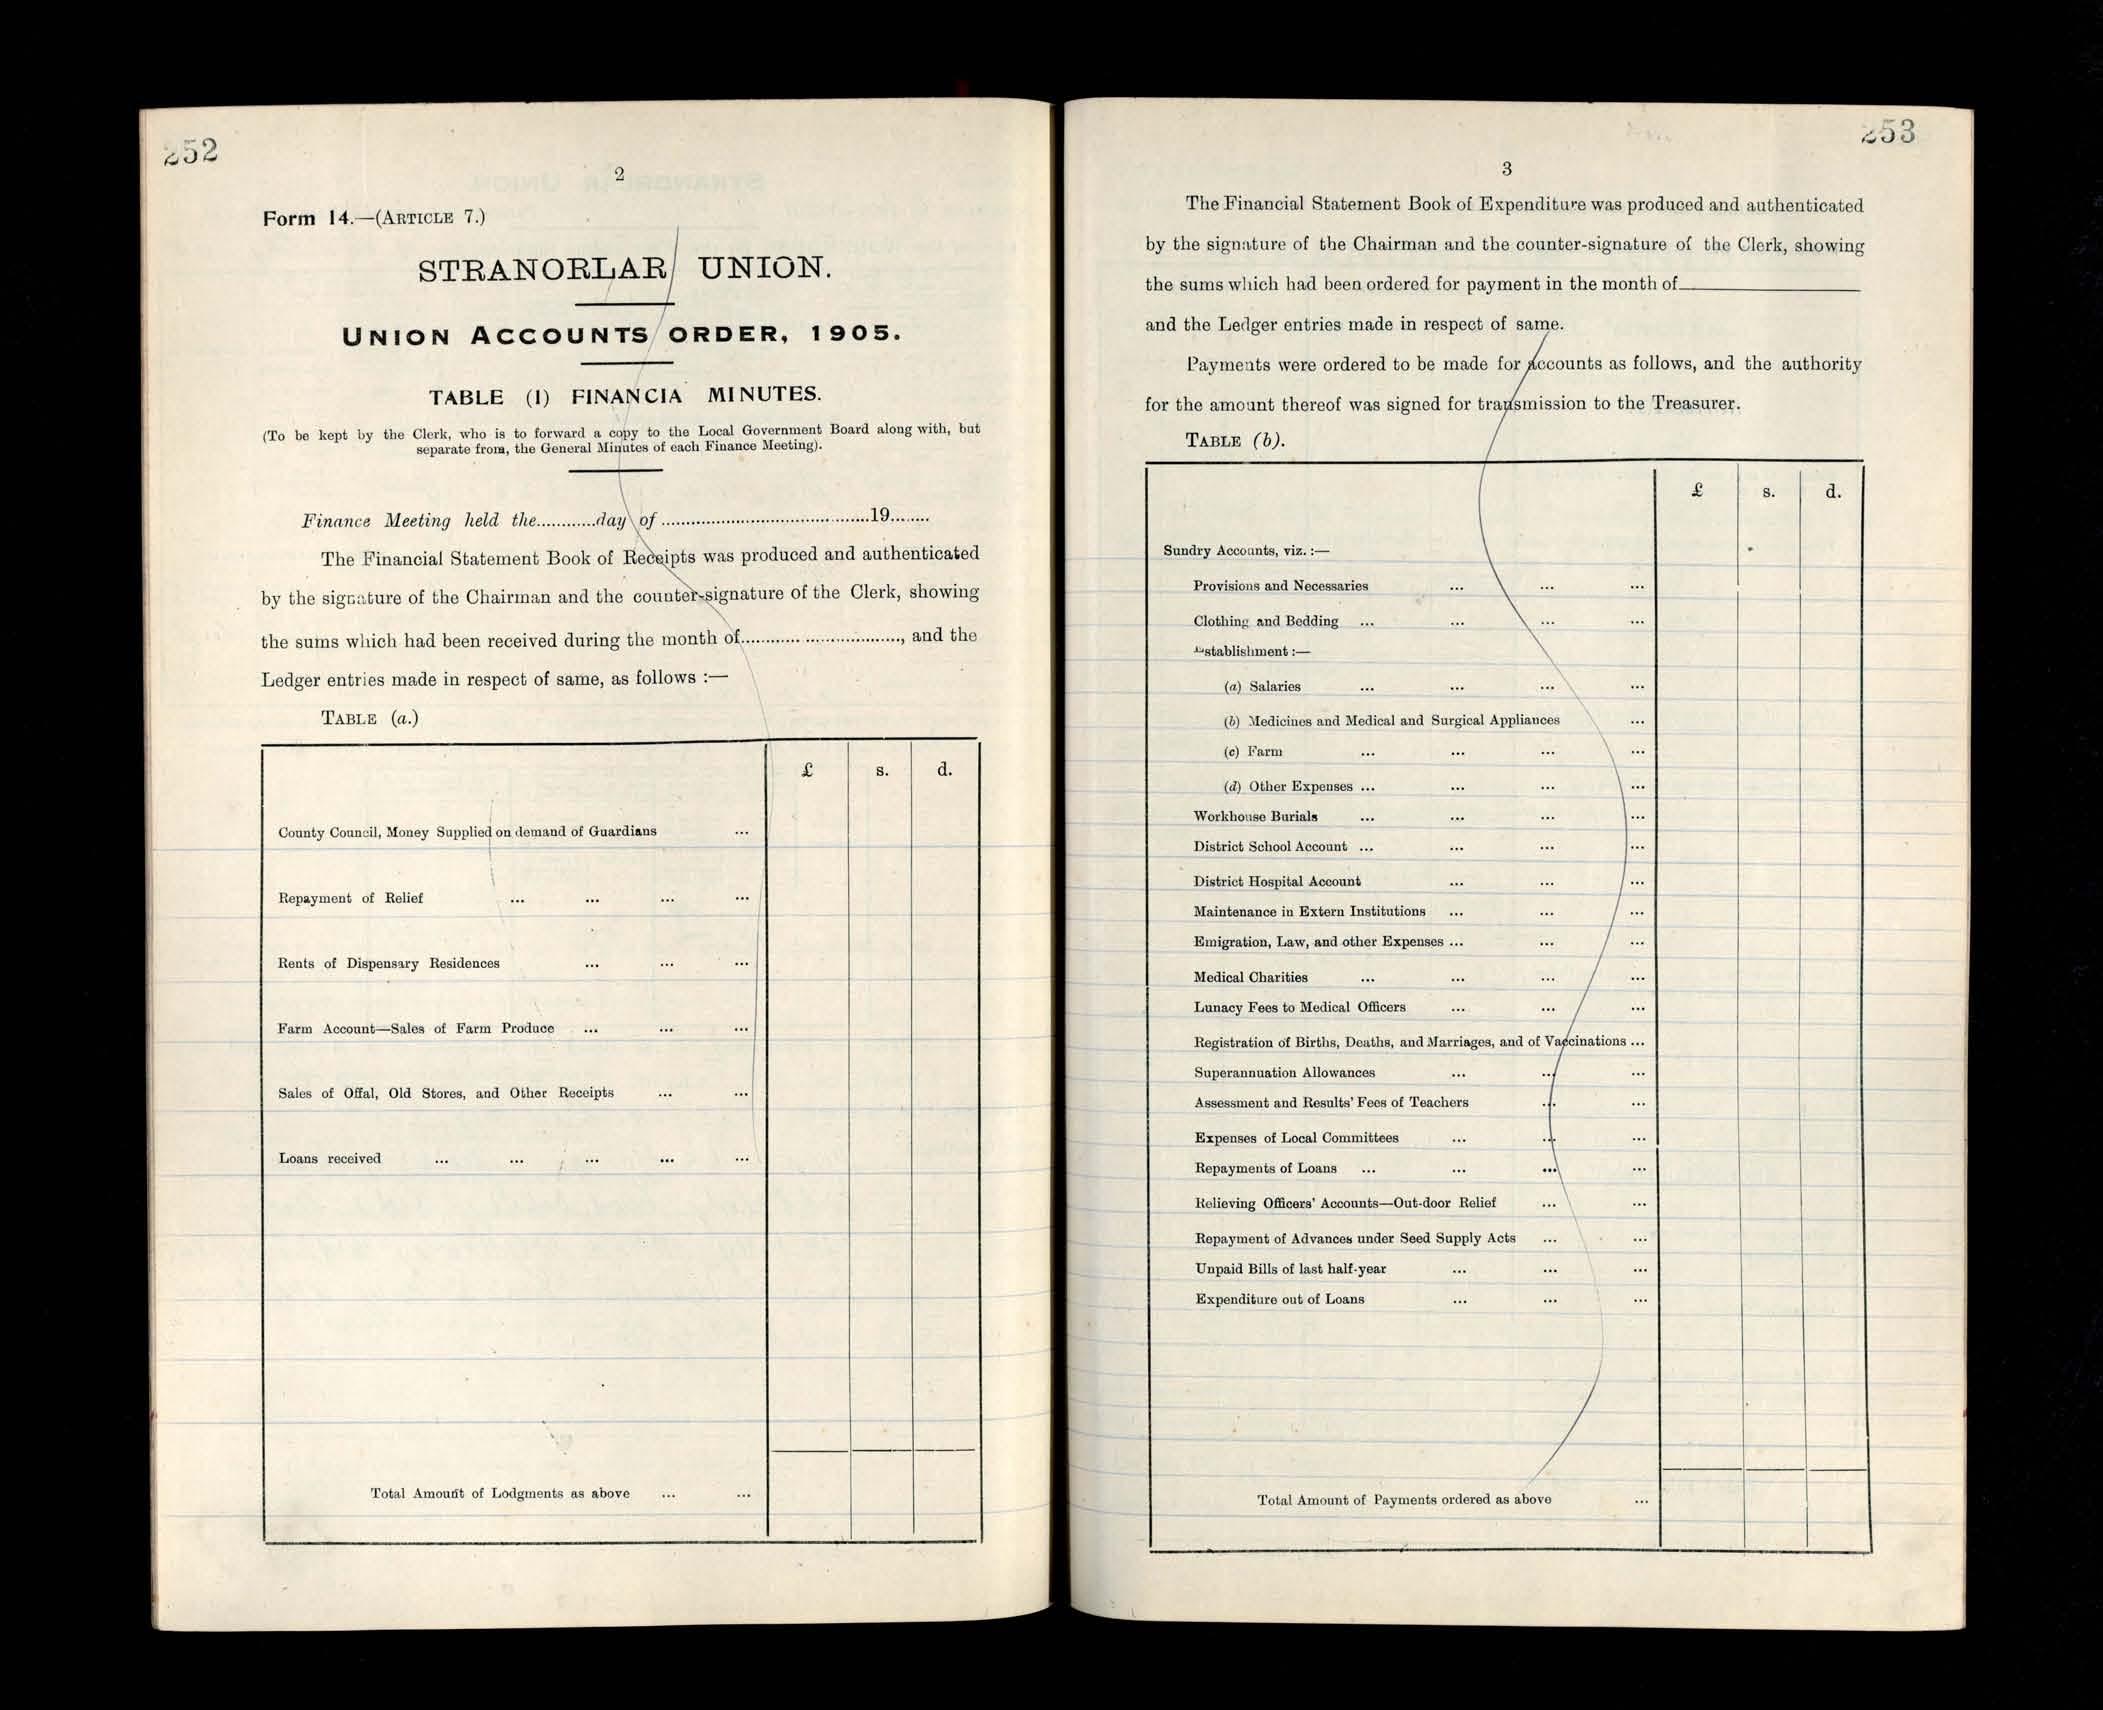 252
2
Form 14.—(ARTICLE 7.)
STRANORLAR UNION.
UNION ACCOUNTS ORDER, 1905.
TABLE (I) FINANCIA MINUTES.
(To be kept by the Clerk, who is to forward a copy to the Local Government Board along with, but
separate from, the General Minutes of each Finance Meeting).
Finance Meeting held the............day of ..........................................19........
The Financial Statement Book of Receipts was produced and authenticated
by the signature of the Chairman and the counter-signature of the Clerk, showing
the sums which had been received during the month of................................, and the
Ledger entries made in respect of same, as follows :—
TABLE (a.)
£ s. d.
County Council, Money Supplied on demand of Guardians ...
Repayment of Relief ... ... ... ...
Rents of Dispensary Residences ... ... ...
Farm Account—Sales of Farm Produce ... ... ...
Sales of Offal, Old Stores, and Other Receipts ... ...
Loans received ... ... ... ... ...
Total Amount of Lodgments as above ... ...
253
3
The Financial Statement Book of Expenditure was produced and authenticated
by the signature of the Chairman and the counter-signature of the Clerk, showing
the sums which had been ordered for payment in the month of
and the Ledger entries made in respect of same.
Payments were ordered to be made for accounts as follows, and the authority
for the amount thereof was signed for transmission to the Treasurer.
TABLE (b).
£ s. d.
Sundry Accounts, viz. :—
Provisions and Necessaries ... ... ...
Clothing and Bedding ... ... ... ...
Establishment :—
(a) Salaries ... ... ... ...
(b) Medicines and Medical and Surgical Appliances ...
(c) Farm ... ... ... ...
(d) Other Expenses ... ... ... ...
Workhouse Burials ... ... ... ...
District School Account ... ... ... ...
District Hospital Account ... ... ...
Maintenance in Extern Institutions ... ... ...
Emigration, Law, and other Expenses ... ... ...
Medical Charities ... ... ... ...
Lunacy Fees to Medical Officers ... ... ...
Registration of Births, Deaths, and Marriages, and of Vaccinations ...
Superannuation Allowances ... ... ...
Assessment and Results' Fees of Teachers ... ...
Expenses of Local Committees ... ... ...
Repayments of Loans ... ... ... ...
Relieving Officers' Accounts—Out-door Relief ... ...
Repayment of Advances under Seed Supply Acts ... ...
Unpaid Bills of last half-year ... ... ...
Expenditure out of Loans ... ... ...
Total Amount of Payments ordered as above ...